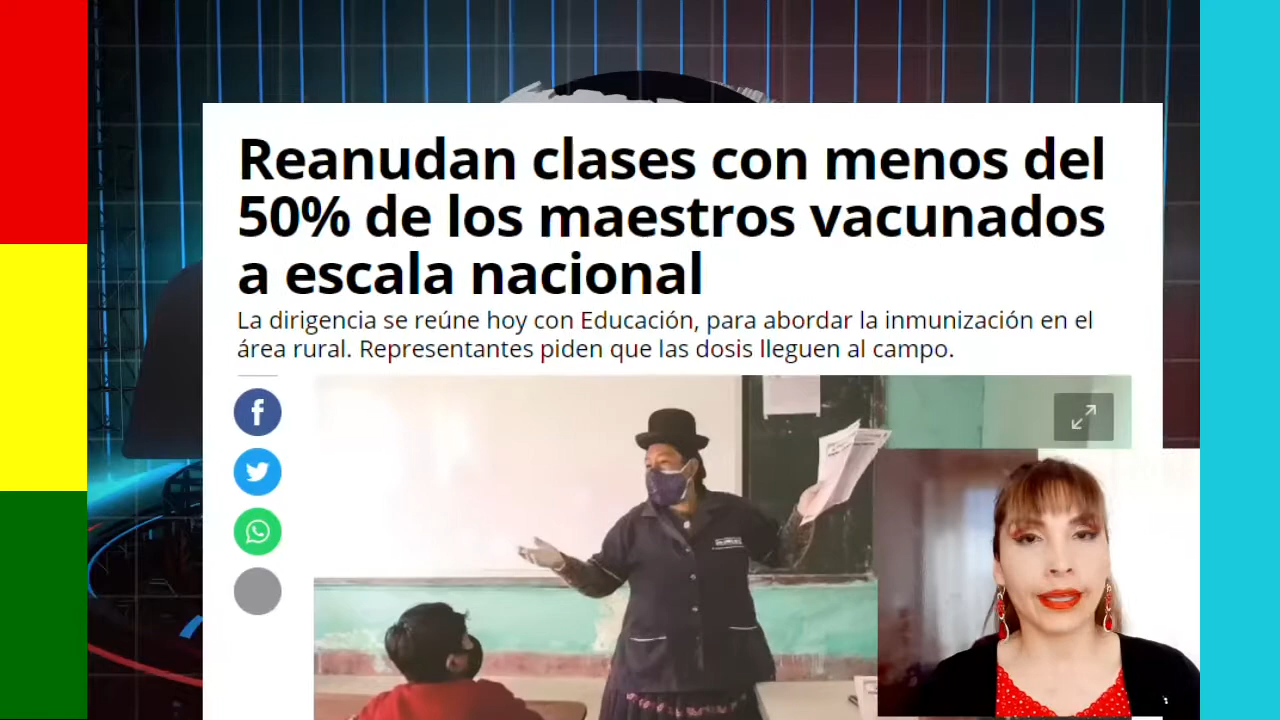 Reanudan clases con menos del
50% de los maestros vacunados
a escala nacional
La dirigencia se reúne hoy con Educación, para abordar la inmunización en el
área rural. Representantes piden que las dosis lleguen al campo.